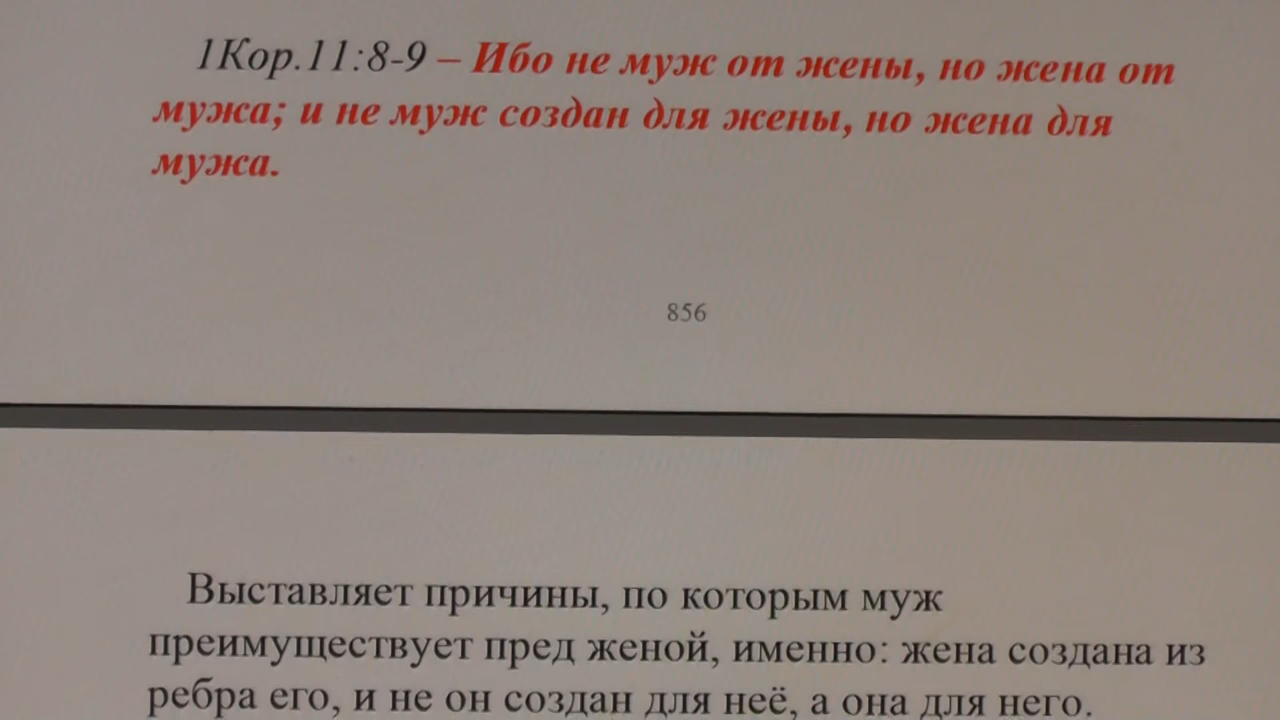 1Кор.11:8-9 – Ибо не муж от жены, но жена от
мужа; и не муж создан для жены, но жена для
мужа.
856
Выставляет причины, по которым муж
преимуществует пред женой, именно: жена создана из
ребра его, и не он создан для неё, а она для него.